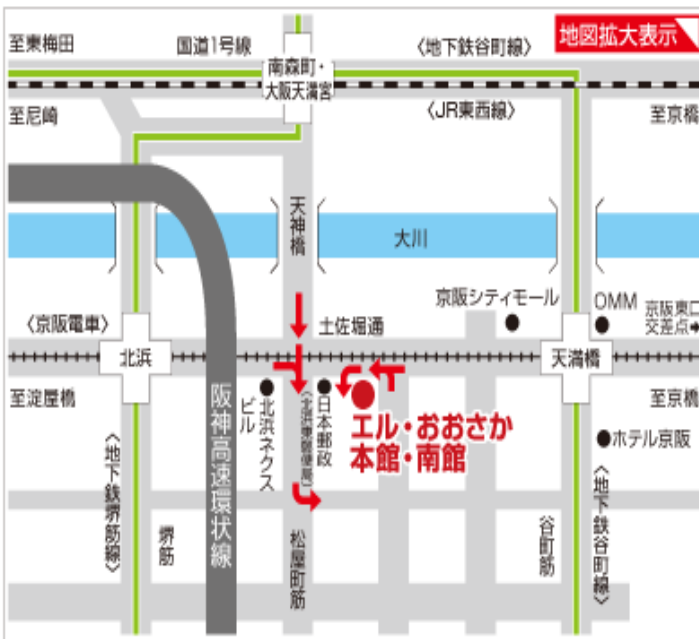 地図拡大表示
至東梅田
国道1号線
〈地下鉄谷町線〉
南森町・
大阪天満宮
至尼崎
〈JR東西線〉
至京橋
天神橋
大川
京阪シティモール
OMM
京阪東口
交差点
〈京阪電車〉
土佐堀通
北浜
天満橋
至淀屋橋
至京橋
阪神高速環状線
北浜ネクス
ビル
(北浜東郵便局)
日本郵政
エル・おおさか
本館・南館
ホテル京阪
〈地下鉄堺筋線〉
堺筋
松屋町筋
谷町筋
〈地下鉄谷町線〉